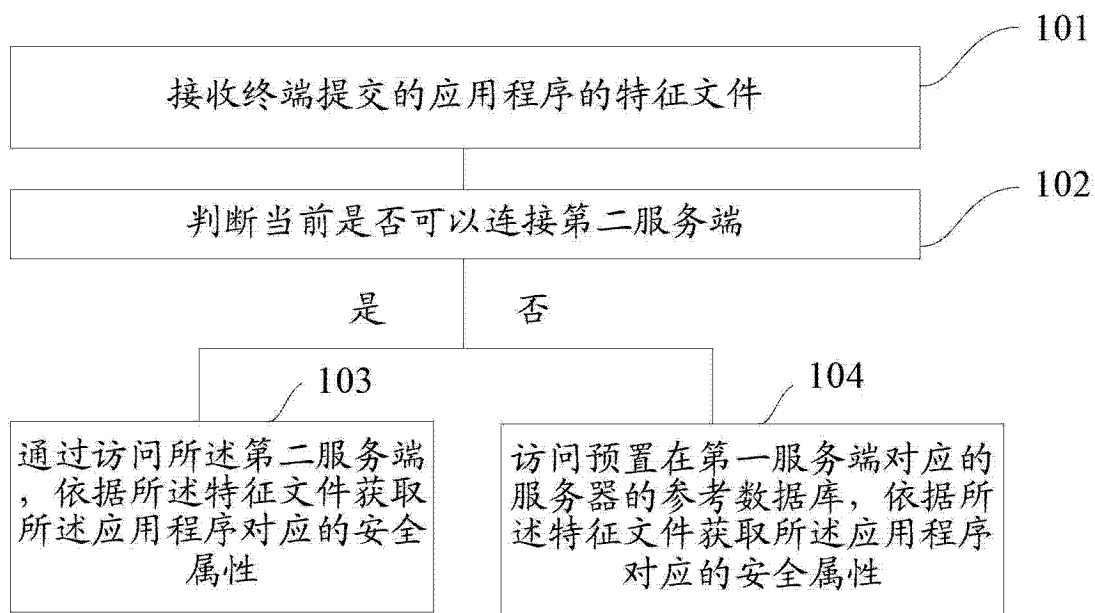 101
接收终端提交的应用程序的特征文件
102
判断当前是否可以连接第二服务端
是
否
103
通过访问所述第二服务端
，依据所述特征文件获取
所述应用程序对应的安全
属性
104
访问预置在第一服务端对应的
服务器的参考数据库，依据所
述特征文件获取所述应用程序
对应的安全属性